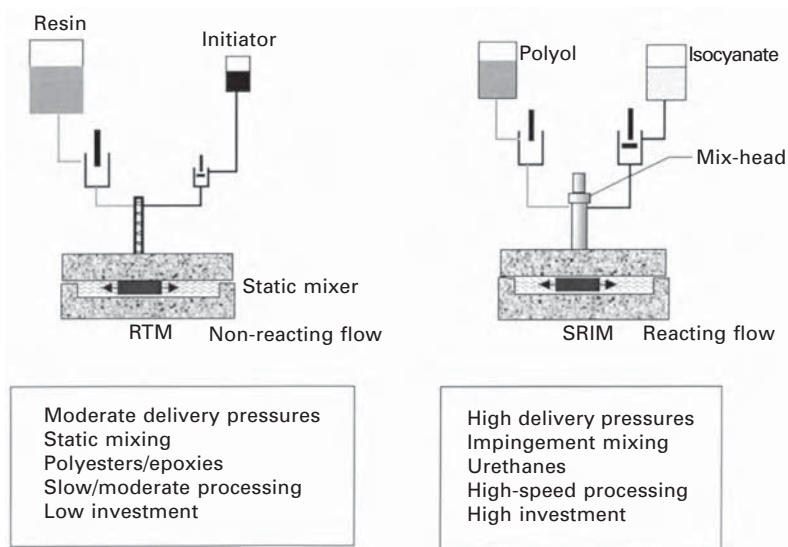 Resin
Initiator
Static mixer
RTM
Non-reacting flow
Moderate delivery pressures
Static mixing
Polyesters/epoxies
Slow/moderate processing
Low investment
Polyol
Isocyanate
Mix-head
SRIM
Reacting flow
High delivery pressures
Impingement mixing
Urethanes
High-speed processing
High investment